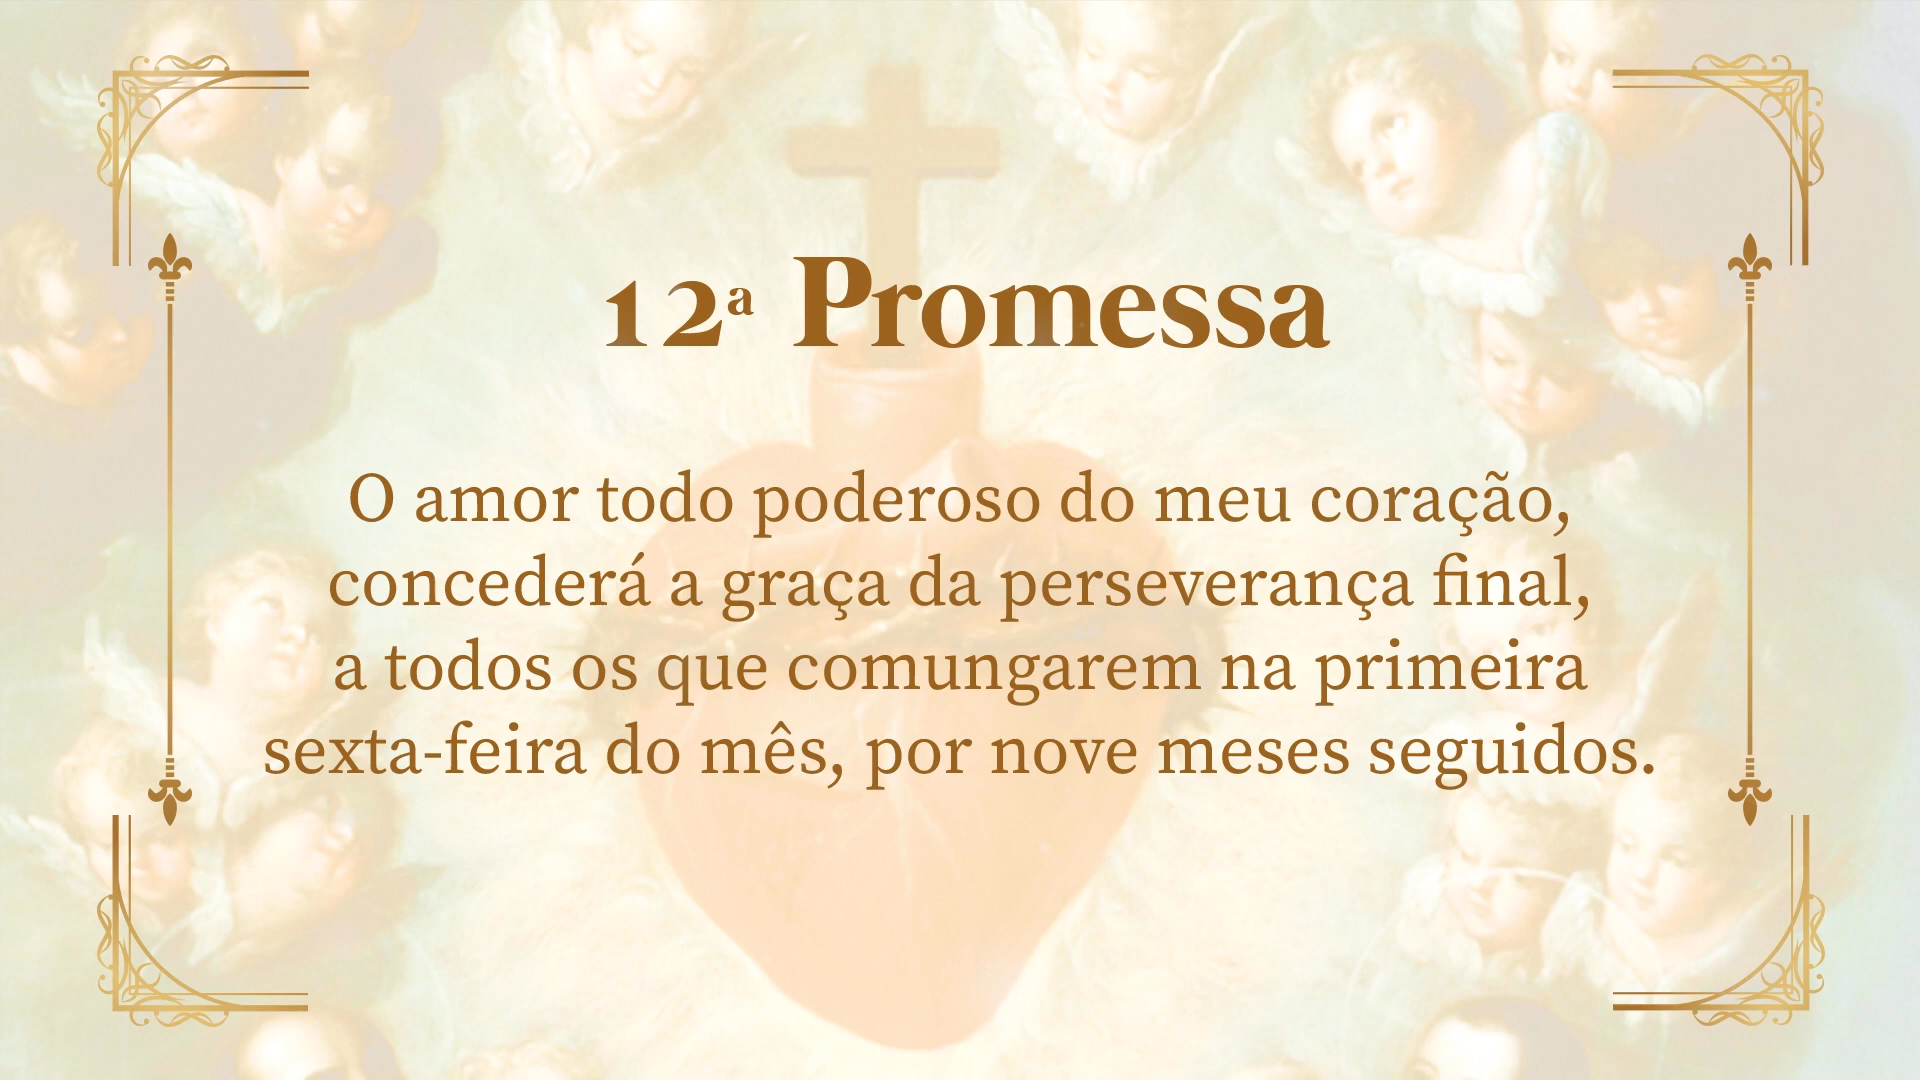 12ª Promessa
O amor todo poderoso do meu coração,
concederá a graça da perseverança final,
a todos os que comungarem na primeira
sexta-feira do mês, por nove meses seguidos.